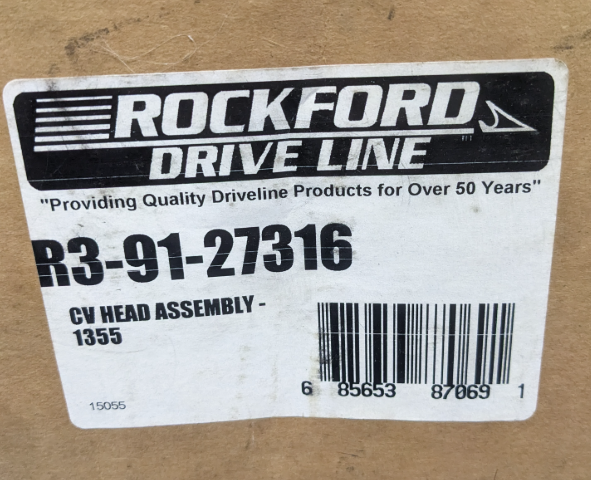 ROCKFORD
DRIVE LINE
"Providing Quality Driveline Products for Over 50 Years"
R3-91-27316
CV HEAD ASSEMBLY -
1355
6 85653 87069 1
15055